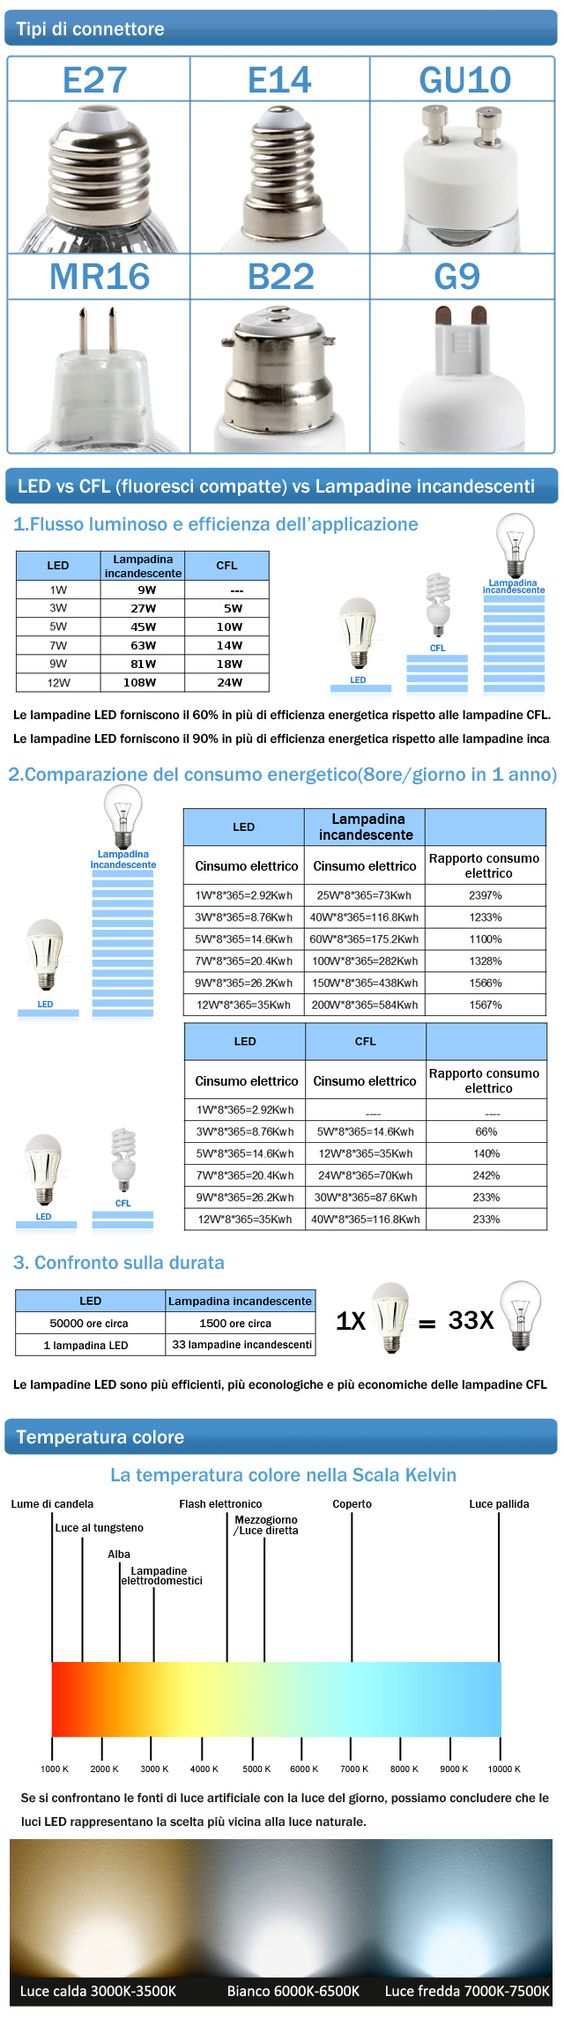 Tipi di connettore
E27 E14 GU10
MR16 B22 G9
LED vs CFL (fluoresci compatte) vs Lampadine incandescenti
1.Flusso luminoso e efficienza dell'applicazione
LED Lampadina incandescente CFL
1W 9W ---
3W 27W 5W
5W 45W 10W
7W 63W 14W
9W 81W 18W
12W 108W 24W
LED
CFL
Lampadina
incandescente
Le lampadine LED forniscono il 60% in più di efficienza energetica rispetto alle lampadine CFL.
Le lampadine LED forniscono il 90% in più di efficienza energetica rispetto alle lampadine inca
2.Comparazione del consumo energetico(8ore/giorno in 1 anno)
Lampadina
Incandescente
LED
LED Lampadina incandescente
Cinsumo elettrico Cinsumo elettrico Rapporto consumo elettrico
1W*8*365=2.92Kwh 25W*8*365=73Kwh 2397%
3W*8*365=8.76Kwh 40W*8*365=116.8Kwh 1233%
5W*8*365=14.6Kwh 60W*8*365=175.2Kwh 1100%
7W*8*365=20.4Kwh 100W*8*365=282Kwh 1328%
9W*8*365=26.2Kwh 150W*8*365=438Kwh 1566%
12W*8*365=35Kwh 200W*8*365=584Kwh 1567%
LED CFL
Cinsumo elettrico Cinsumo elettrico Rapporto consumo elettrico
1W*8*365=2.92Kwh ---- ----
3W*8*365=8.76Kwh 5W*8*365=14.6Kwh 66%
5W*8*365=14.6Kwh 12W*8*365=35Kwh 140%
7W*8*365=20.4Kwh 24W*8*365=70Kwh 242%
9W*8*365=26.2Kwh 30W*8*365=87.6Kwh 233%
12W*8*365=35Kwh 40W*8*365=116.8Kwh 233%
LED
CFL
3. Confronto sulla durata
LED Lampadina incandescente
50000 ore circa 1500 ore circa
1 lampadina LED 33 lampadine incandescenti
1X = 33X
Le lampadine LED sono più efficienti, più econologiche e più economiche delle lampadine CFL
Temperatura colore
La temperatura colore nella Scala Kelvin
Lume di candela Flash elettronico Coperto Luce pallida
Mezzogiorno
/Luce diretta
Luce al tungsteno
Alba
Lampadine
elettrodomestici
1000 K 2000 K 3000 K 4000 K 5000 K 6000 K 7000 K 8000 K 9000 K 10000 K
Se si confrontano le fonti di luce artificiale con la luce del giorno, possiamo concludere che le
luci LED rappresentano la scelta più vicina alla luce naturale.
Luce calda 3000K-3500K Bianco 6000K-6500K Luce fredda 7000K-7500K